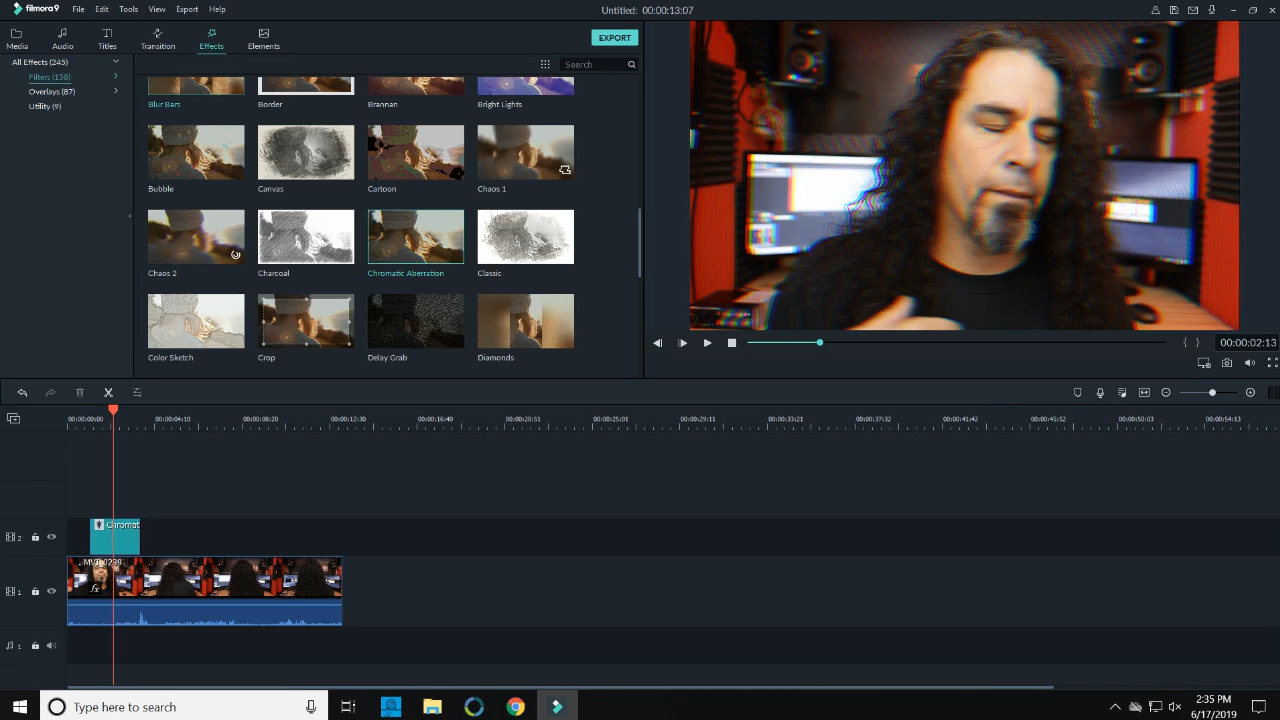 filmora9
File Edit Tools View Export Help
Untitled: 00:00:13:07
Media Audio Titles Transition Effects Elements
EXPORT
All Effects (245)
Filters (158)
Overlays (87)
Utility (9)
Search
Blur Bars Border Brannan Bright Lights
Bubble Canvas Cartoon Chaos 1
Chaos 2 Charcoal Chromatic Aberration Classic
Color Sketch Crop Delay Grab Diamonds
00:00:02:13
00:00:00:00 00:00:04:10 00:00:08:20 00:00:12:30 00:00:16:40 00:00:20:51 00:00:25:01 00:00:29:11 00:00:33:21 00:00:37:32 00:00:41:42 00:00:45:52 00:00:50:03 00:00:54:13
2
Chromat
fx
1
1
Type here to search
2:35 PM
6/17/2019